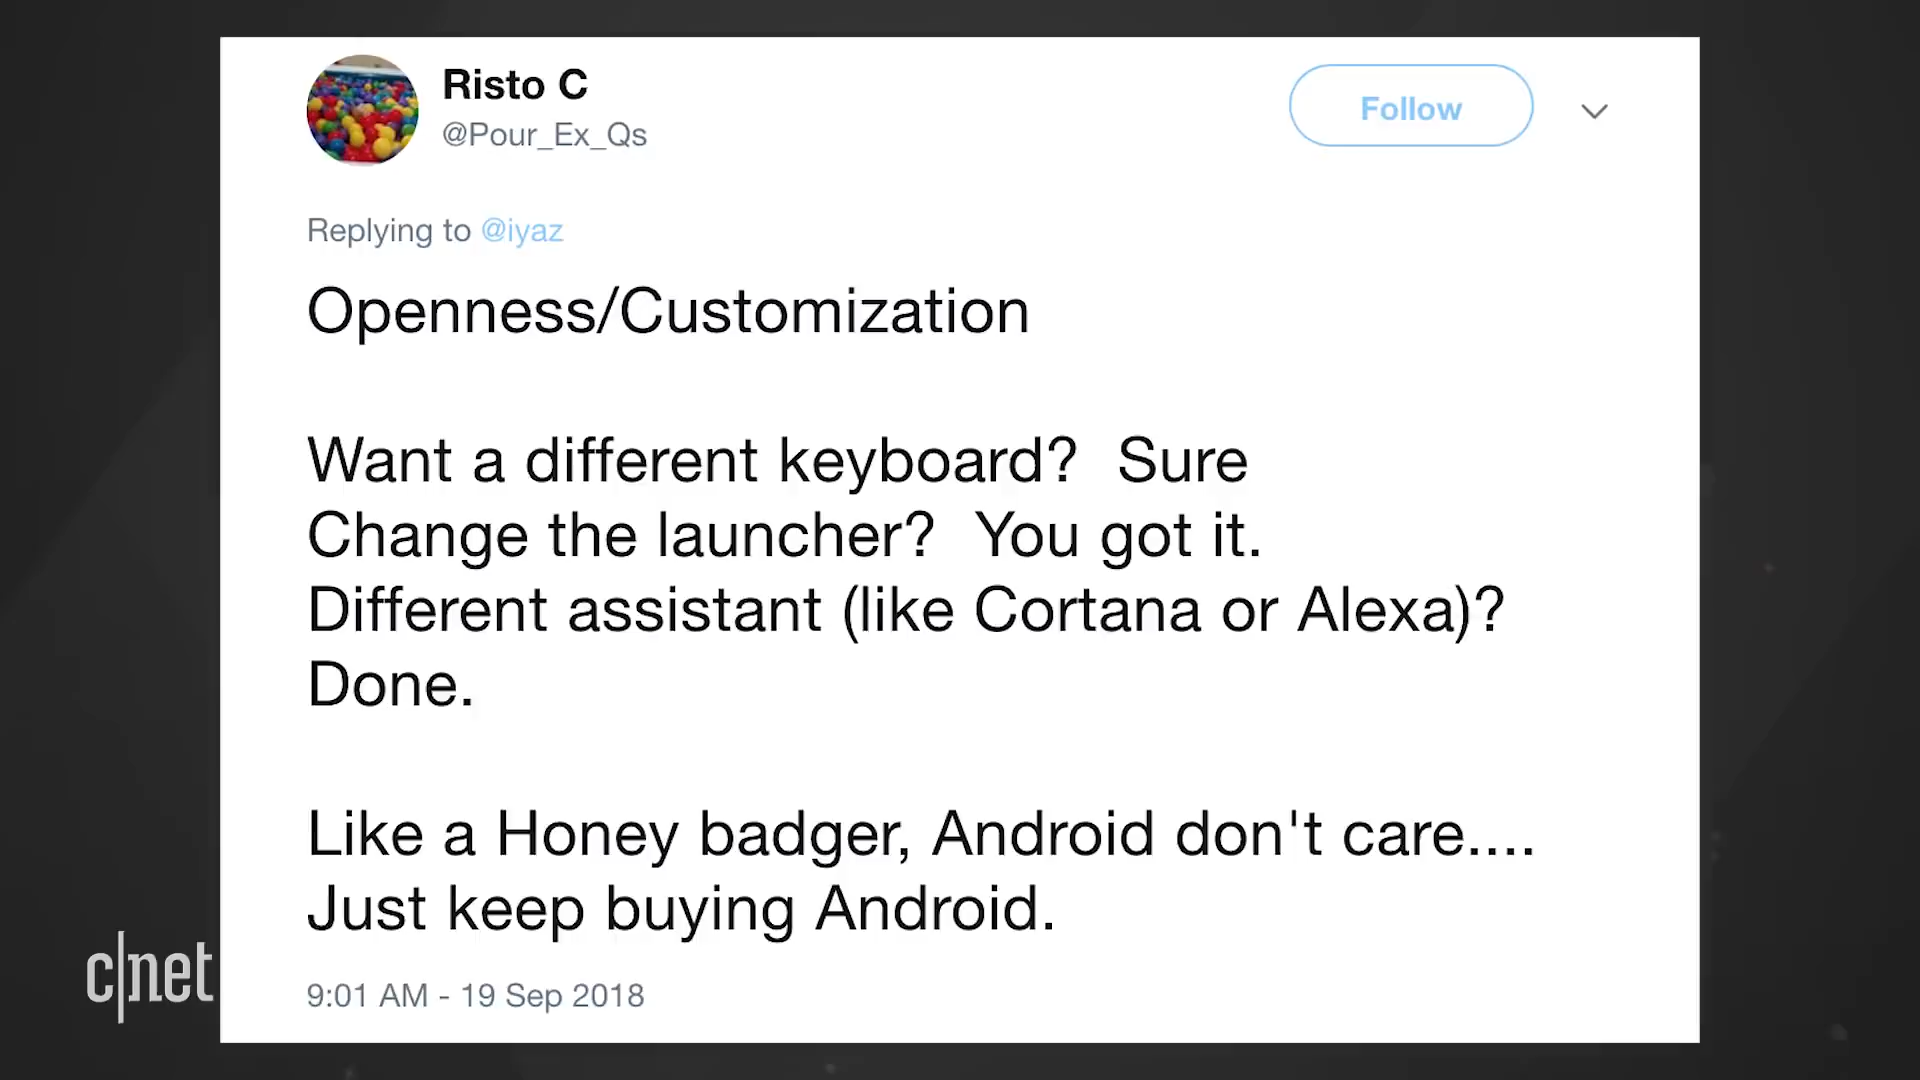 Risto C
@Pour_Ex_Qs
Follow
Replying to @iyaz
Openness/Customization
Want a different keyboard?  Sure
Change the launcher?  You got it.
Different assistant (like Cortana or Alexa)?
Done.
Like a Honey badger, Android don't care....
Just keep buying Android.
9:01 AM - 19 Sep 2018
c|net